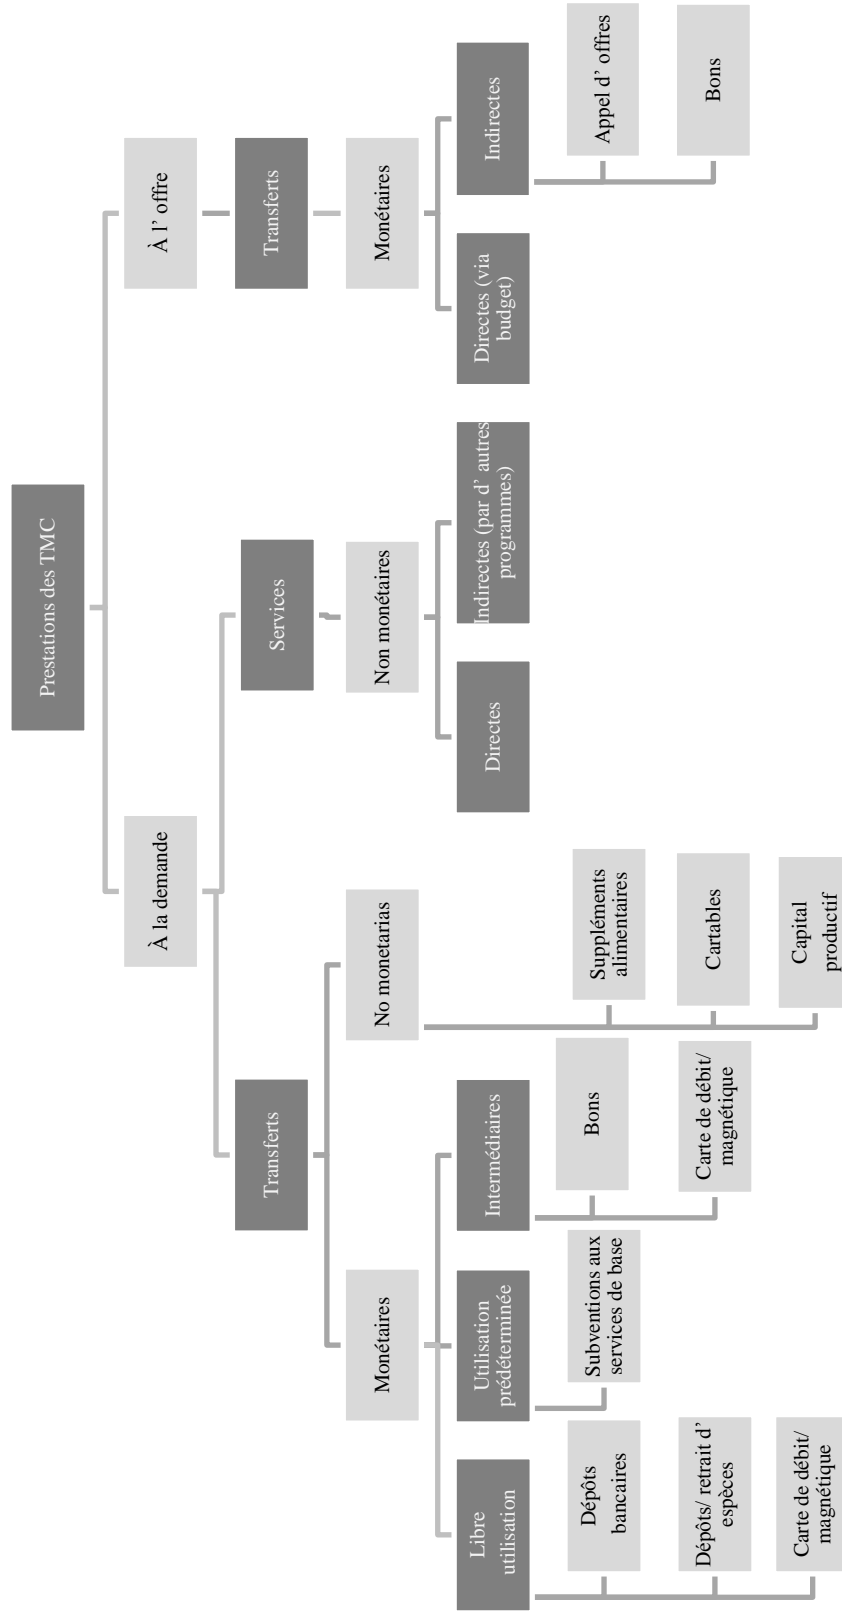 Prestations des TMC
À la demande
À l’ offre
Transferts
Services
Transferts
Monétaires
No monetarias
Non monétaires
Monétaires
Libre
utilisation
Utilisation
prédéterminée
Intermédiaires
Directes
Indirectes (par d’ autres
programmes)
Directes (via
budget)
Indirectes
Dépôts
bancaires
Dépôts/ retrait d’
espèces
Carte de débit/
magnétique
Subventions aux
services de base
Bons
Carte de débit/
magnétique
Suppléments
alimentaires
Cartables
Capital
productif
Appel d’ offres
Bons